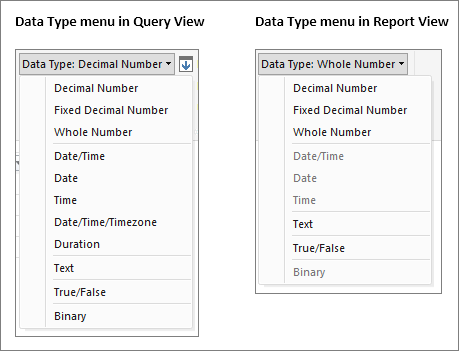 Data Type menu in Query View
Data Type: Decimal Number
Decimal Number
Fixed Decimal Number
Whole Number
Date/Time
Date
Time
Date/Time/Timezone
Duration
Text
True/False
Binary
Data Type menu in Report View
Data Type: Whole Number
Decimal Number
Fixed Decimal Number
Whole Number
Date/Time
Date
Time
Text
True/False
Binary